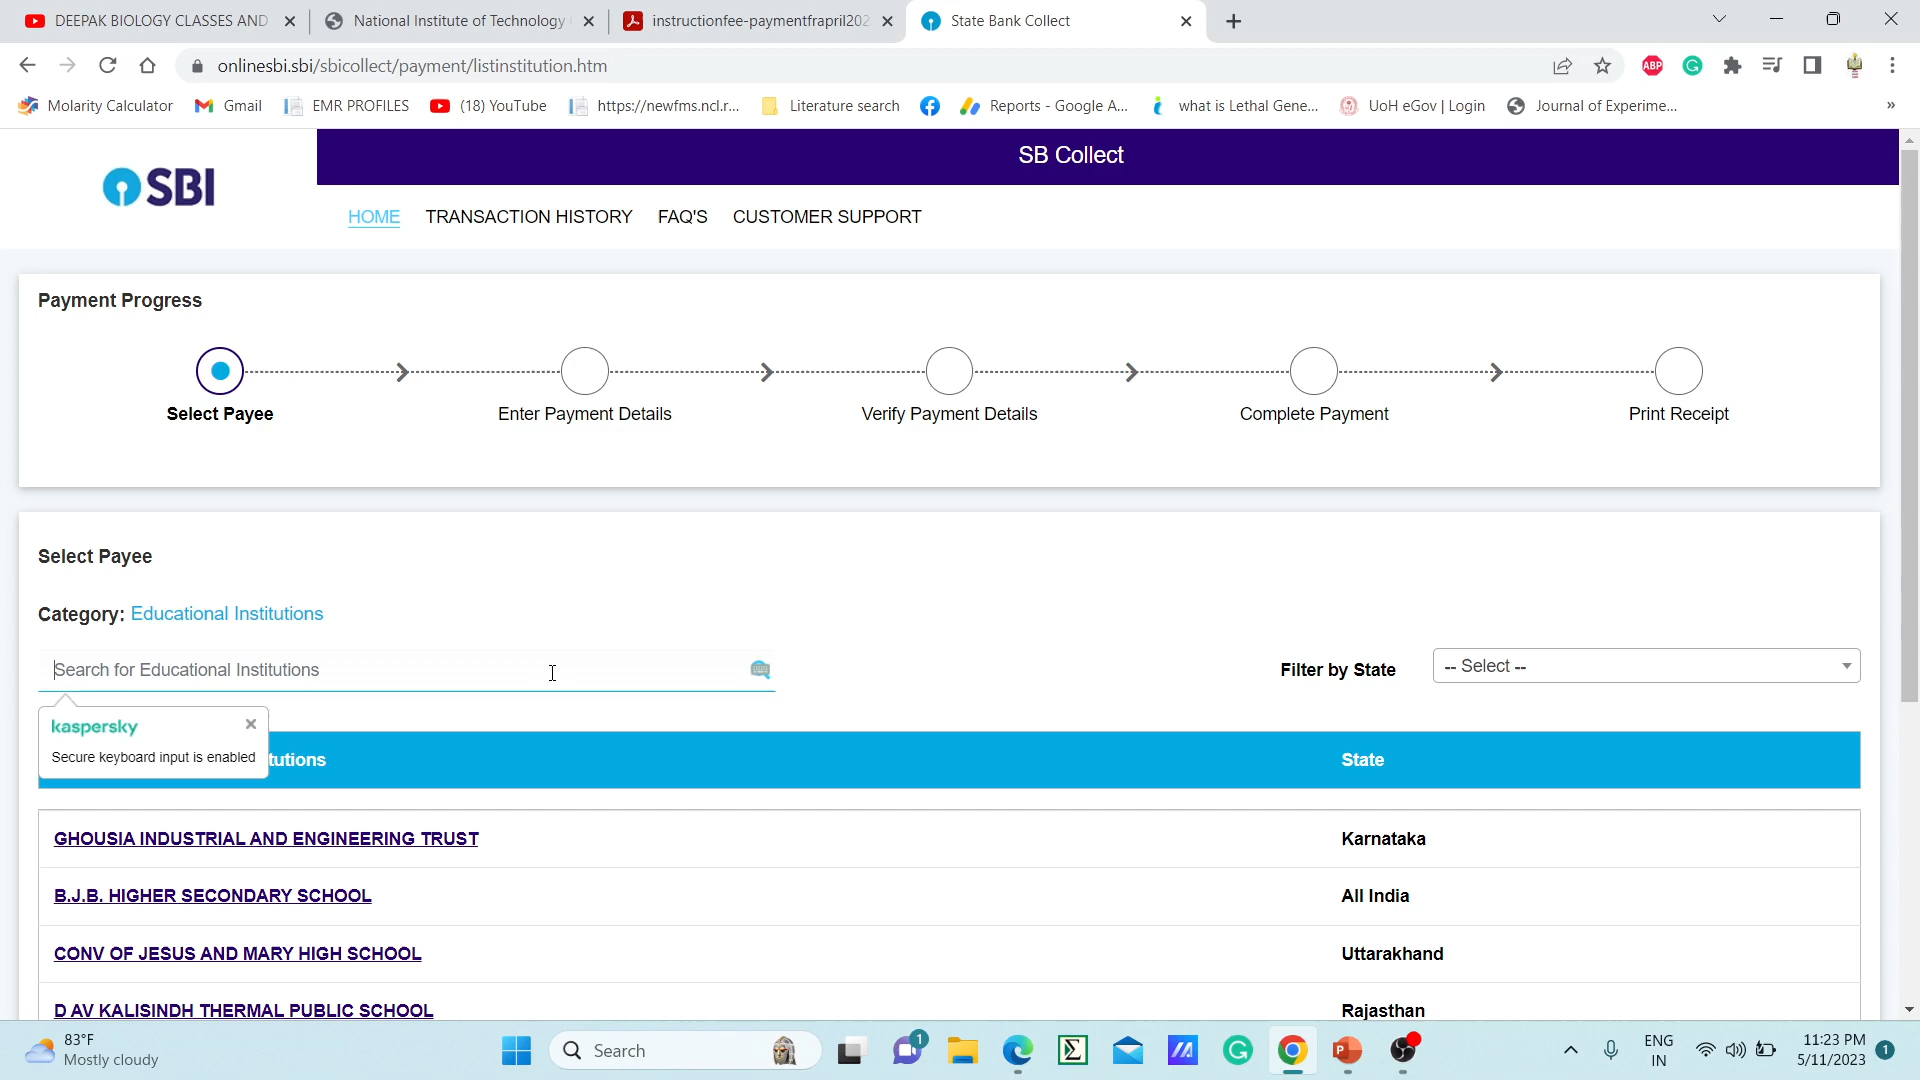 DEEPAK BIOLOGY CLASSES AND
National Institute of Technology
instructionfee-paymentfrapril202
State Bank Collect
onlinesbi.sbi/sbicollect/payment/listinstitution.htm
ABP
Molarity Calculator
Gmail
EMR PROFILES
(18) YouTube
https://newfms.ncl.r...
Literature search
Reports - Google A...
what is Lethal Gene...
UoH eGov | Login
Journal of Experime...
»
SBI
SB Collect
HOME
TRANSACTION HISTORY
FAQ'S
CUSTOMER SUPPORT
Payment Progress
Select Payee
Enter Payment Details
Verify Payment Details
Complete Payment
Print Receipt
Select Payee
Category: Educational Institutions
Search for Educational Institutions
Filter by State
-- Select --
kaspersky
Secure keyboard input is enabled
tutions
State
GHOUSIA INDUSTRIAL AND ENGINEERING TRUST
Karnataka
B.J.B. HIGHER SECONDARY SCHOOL
All India
CONV OF JESUS AND MARY HIGH SCHOOL
Uttarakhand
D AV KALISINDH THERMAL PUBLIC SCHOOL
Rajasthan
83°F
Mostly cloudy
Search
1
ENG
IN
11:23 PM
5/11/2023
1